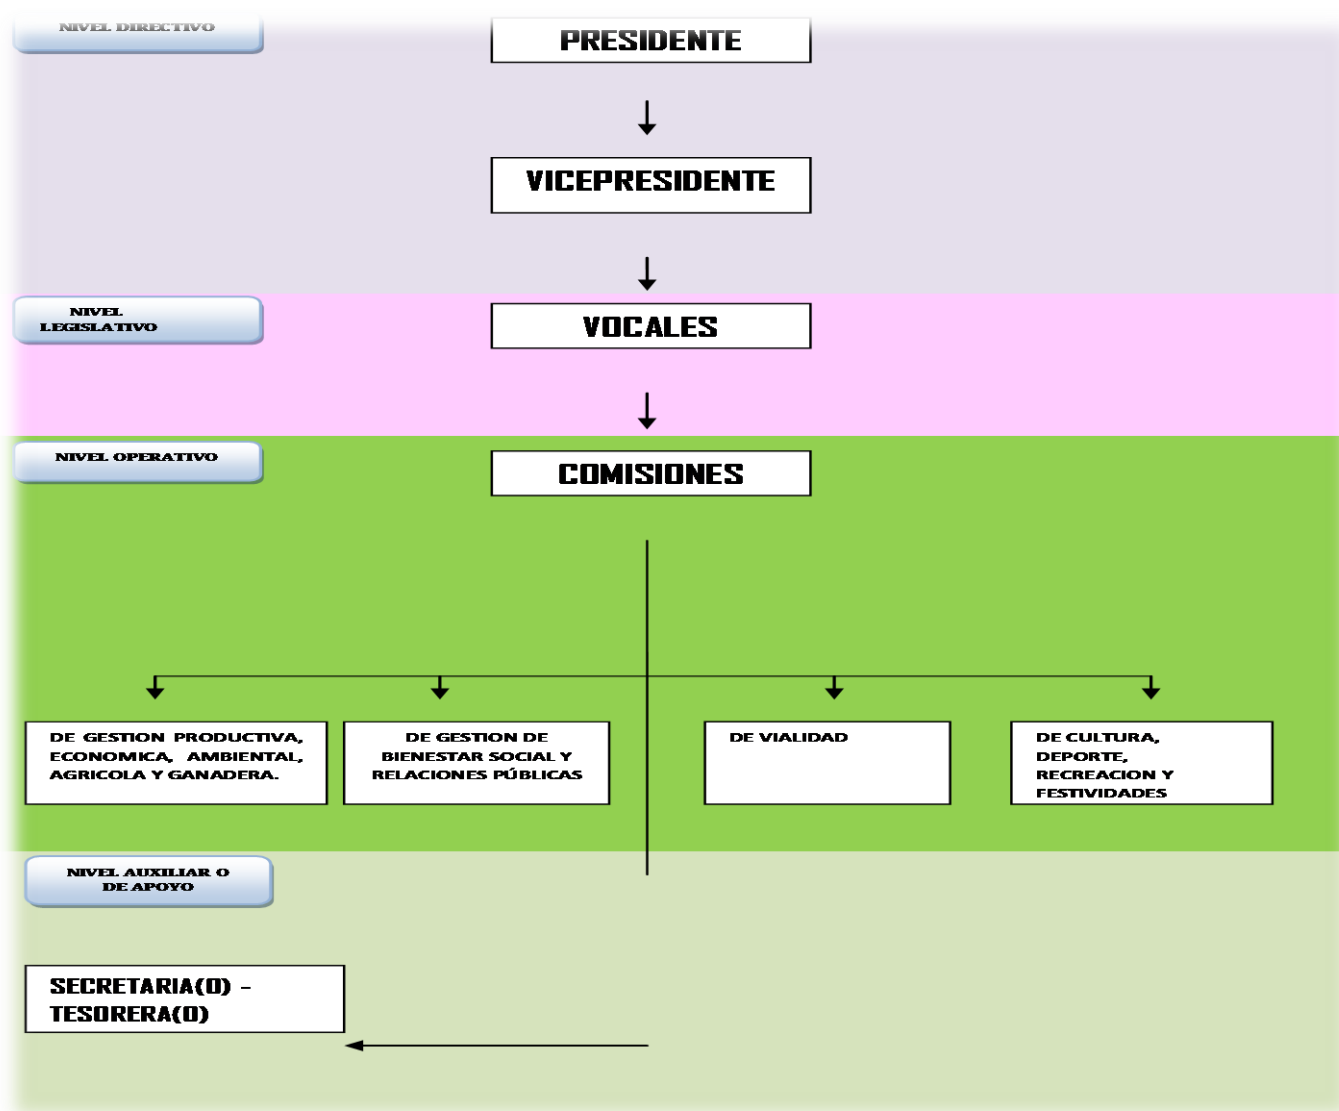 NIVEL DIRECTIVO
PRESIDENTE
VICEPRESIDENTE
NIVEL
LEGISLATIVO
VOCALES
NIVEL OPERATIVO
COMISIONES
DE GESTION PRODUCTIVA,
ECONOMICA, AMBIENTAL,
AGRICOLA Y GANADERA.
DE GESTION DE
BIENESTAR SOCIAL Y
RELACIONES PÚBLICAS
DE VIALIDAD
DE CULTURA,
DEPORTE,
RECREACION Y
FESTIVIDADES
NIVEL AUXILIAR O
DE APOYO
SECRETARIA(O) -
TESORERA(O)